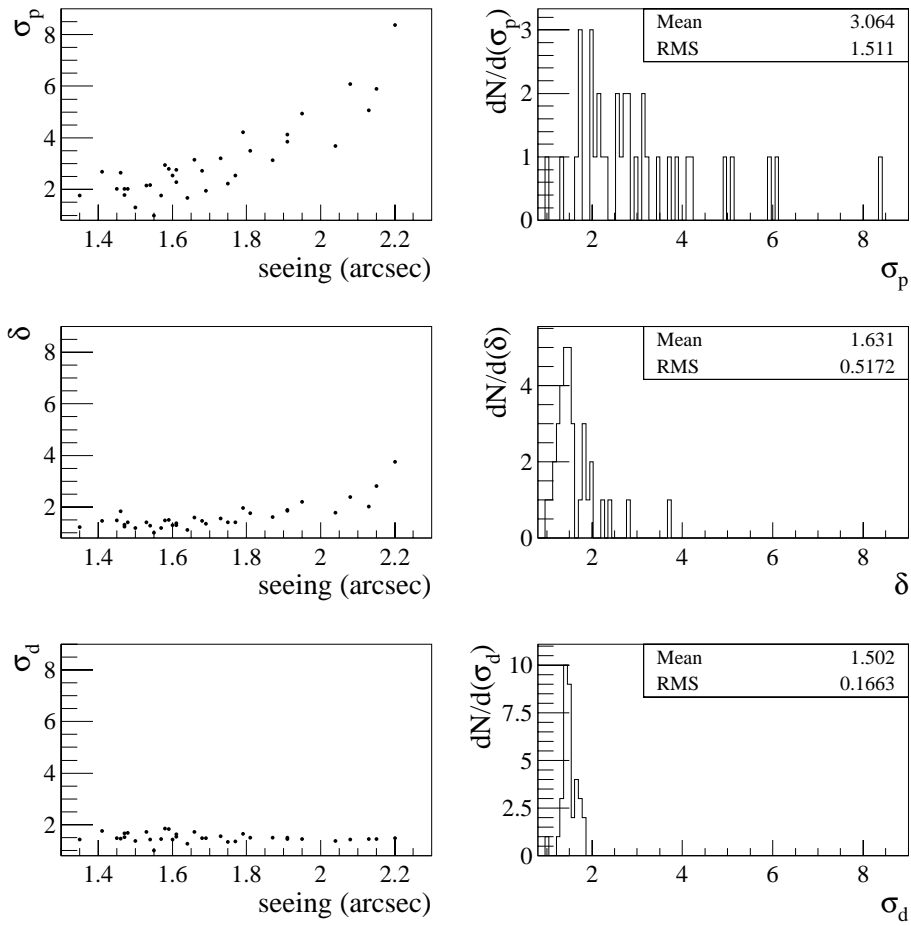 σp
8
6
4
2
1.4 1.6 1.8 2 2.2
seeing (arcsec)
dN/d(σp)
3
2
1
0
Mean 3.064
RMS 1.511
2 4 6 8
σp
δ
8
6
4
2
1.4 1.6 1.8 2 2.2
seeing (arcsec)
dN/d(δ)
4
2
0
Mean 1.631
RMS 0.5172
2 4 6 8
δ
σd
8
6
4
2
1.4 1.6 1.8 2 2.2
seeing (arcsec)
dN/d(σd)
10
7.5
5
2.5
0
Mean 1.502
RMS 0.1663
2 4 6 8
σd